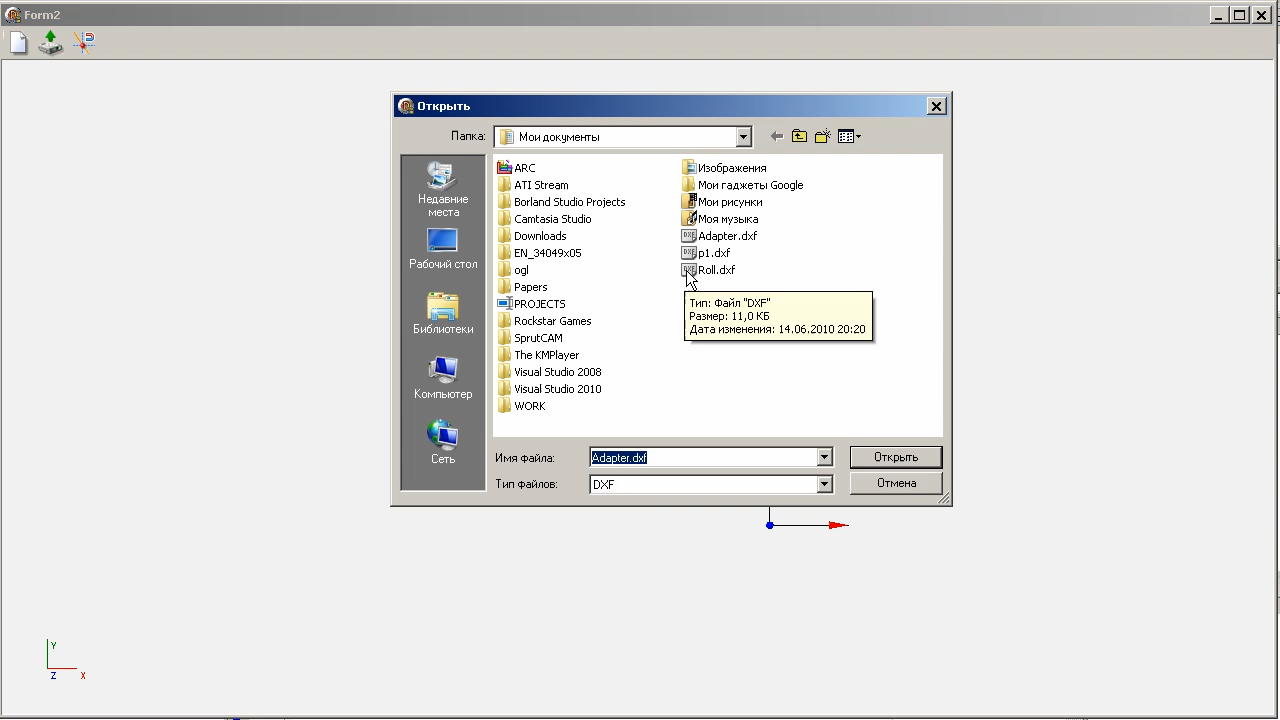 Form2
Открыть
Папка:
Мои документы
Недавние
места
Рабочий стол
Библиотеки
Компьютер
Сеть
ARC
ATI Stream
Borland Studio Projects
Camtasia Studio
Downloads
EN_34049x05
ogl
Papers
PROJECTS
Rockstar Games
SprutCAM
The KMPlayer
Visual Studio 2008
Visual Studio 2010
WORK
Изображения
Мои гаджеты Google
Мои рисунки
Моя музыка
Adapter.dxf
p1.dxf
Roll.dxf
Тип: Файл "DXF"
Размер: 11,0 КБ
Дата изменения: 14.06.2010 20:20
Имя файла:
Adapter.dxf
Открыть
Тип файлов:
DXF
Отмена
Y
Z
X